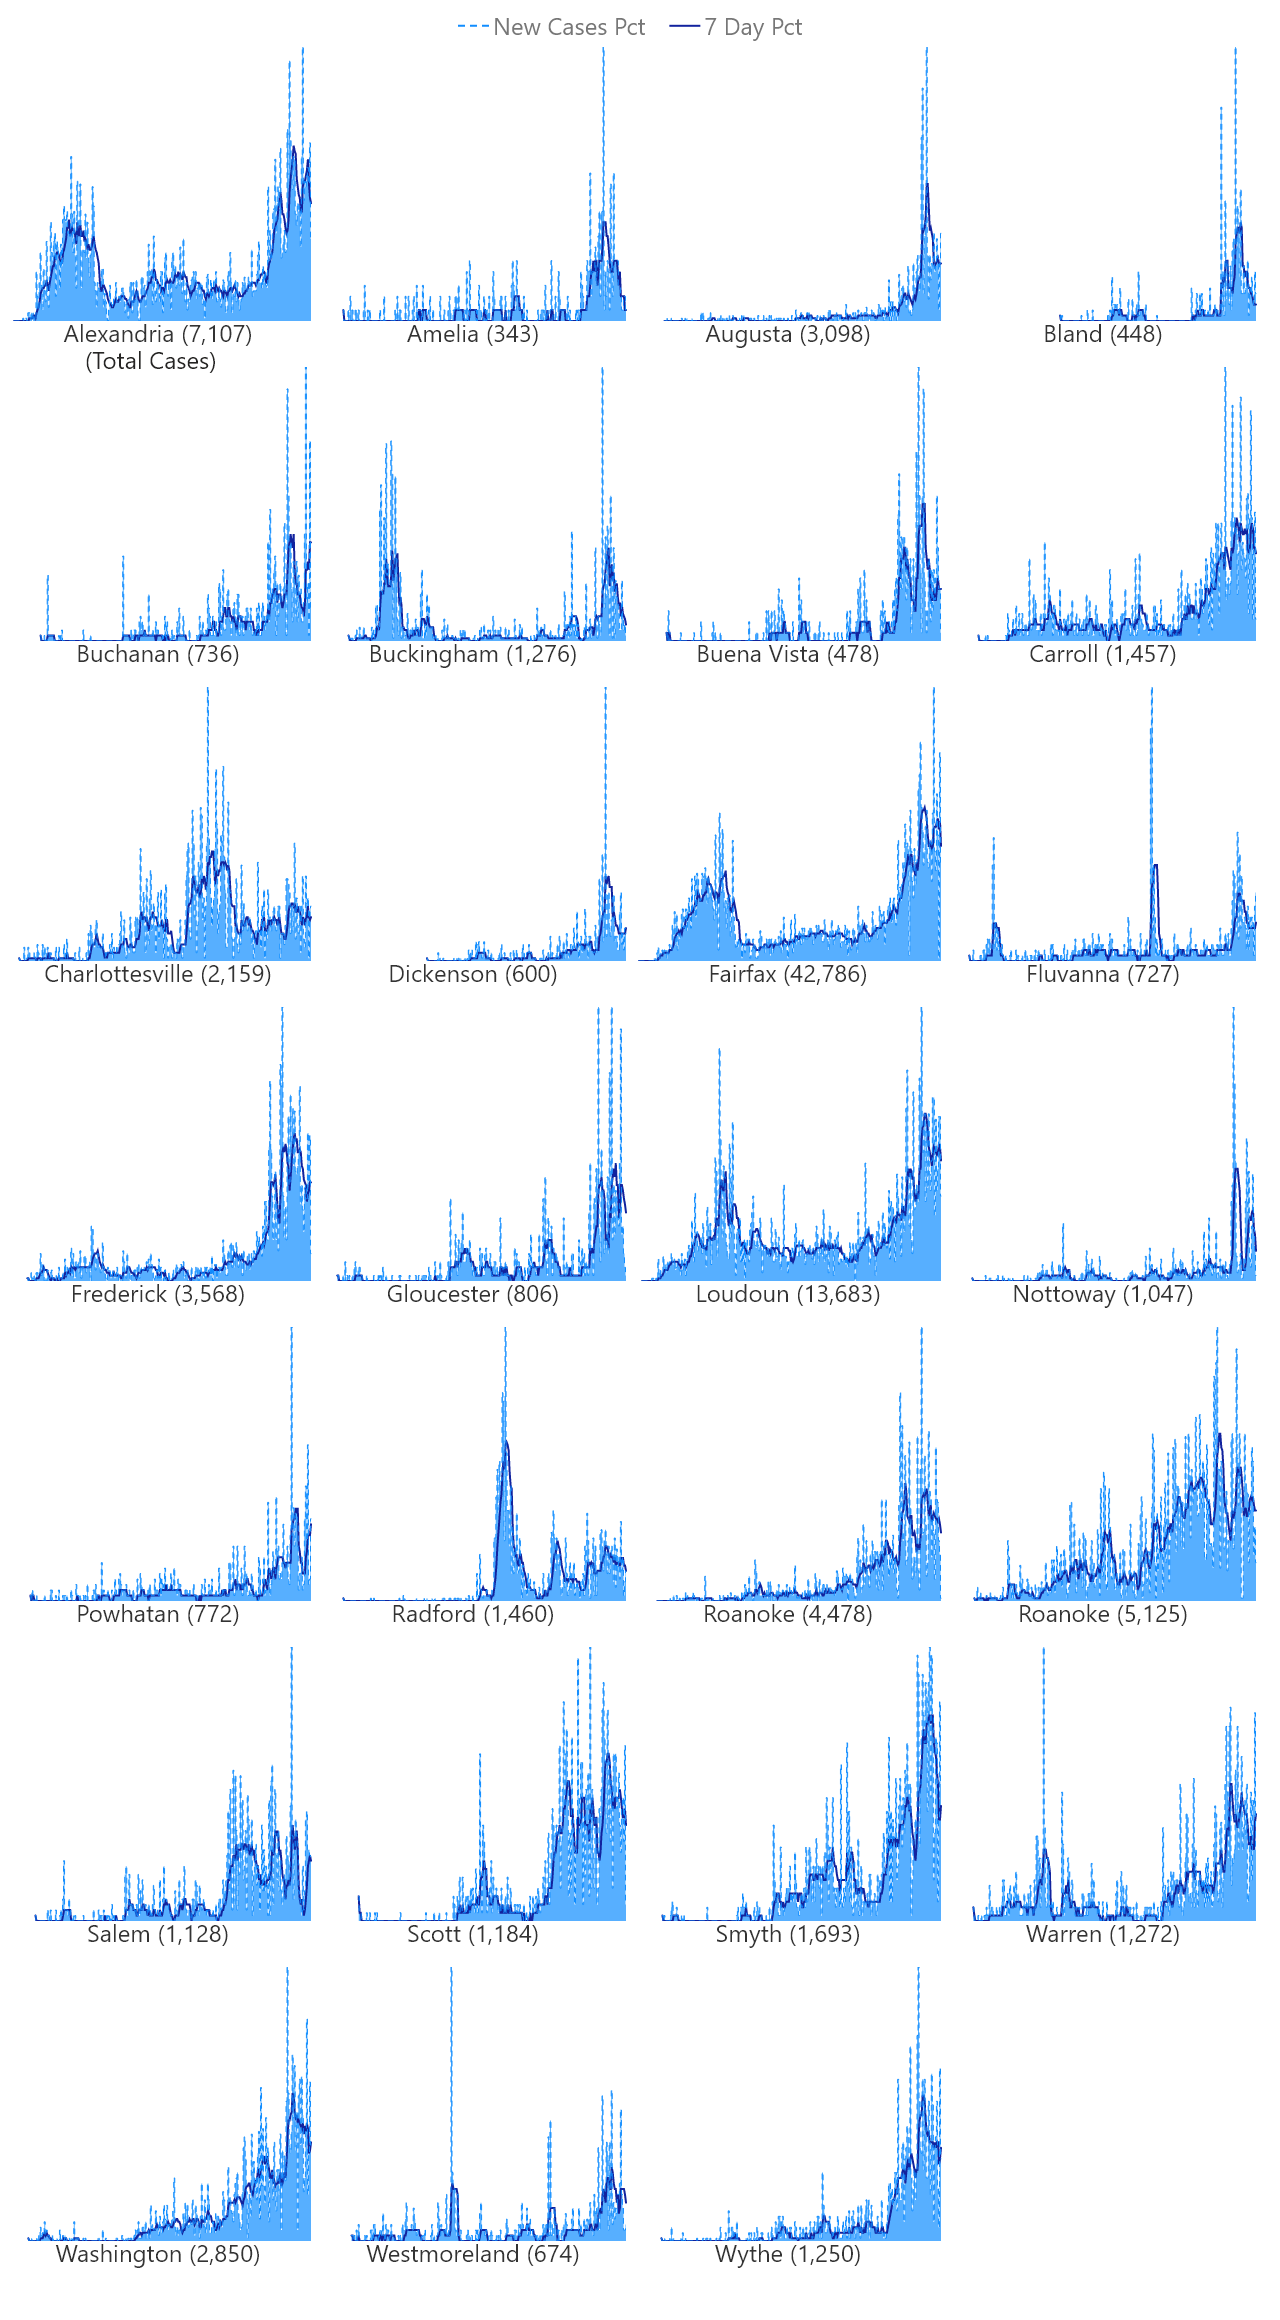 New Cases Pct 7 Day Pct
Alexandria (7,107)
(Total Cases)
Amelia (343)
Augusta (3,098)
Bland (448)
Buchanan (736)
Buckingham (1,276)
Buena Vista (478)
Carroll (1,457)
Charlottesville (2,159)
Dickenson (600)
Fairfax (42,786)
Fluvanna (727)
Frederick (3,568)
Gloucester (806)
Loudoun (13,683)
Nottoway (1,047)
Powhatan (772)
Radford (1,460)
Roanoke (4,478)
Roanoke (5,125)
Salem (1,128)
Scott (1,184)
Smyth (1,693)
Warren (1,272)
Washington (2,850)
Westmoreland (674)
Wythe (1,250)